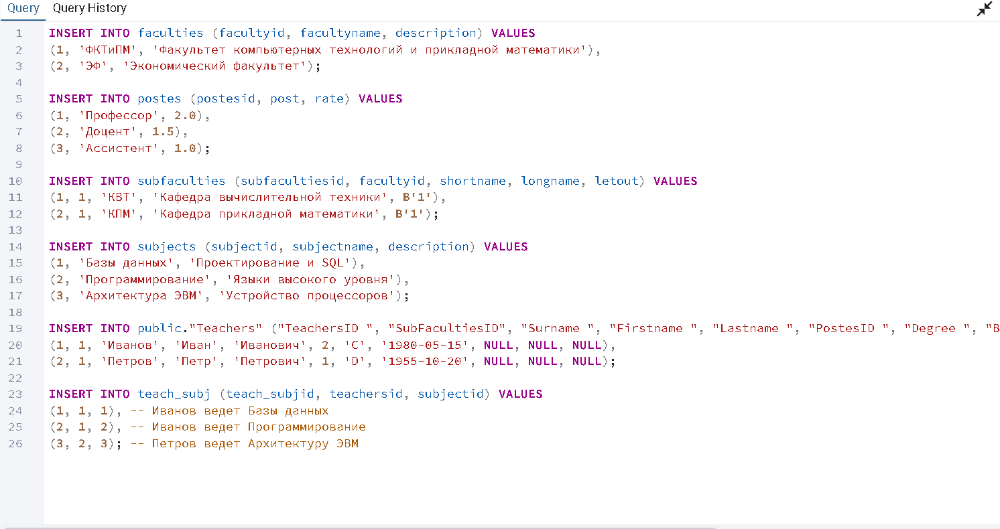 Query Query History
1 INSERT INTO faculties (facultyid, facultyname, description) VALUES
2 (1, 'ФКТиПМ', 'Факультет компьютерных технологий и прикладной математики'),
3 (2, 'ЭФ', 'Экономический факультет');
4
5 INSERT INTO postes (postesid, post, rate) VALUES
6 (1, 'Профессор', 2.0),
7 (2, 'Доцент', 1.5),
8 (3, 'Ассистент', 1.0);
9
10 INSERT INTO subfaculties (subfacultiesid, facultyid, shortname, longname, letout) VALUES
11 (1, 1, 'КВТ', 'Кафедра вычислительной техники', B'1'),
12 (2, 1, 'КПМ', 'Кафедра прикладной математики', B'1');
13
14 INSERT INTO subjects (subjectid, subjectname, description) VALUES
15 (1, 'Базы данных', 'Проектирование и SQL'),
16 (2, 'Программирование', 'Языки высокого уровня'),
17 (3, 'Архитектура ЭВМ', 'Устройство процессоров');
18
19 INSERT INTO public."Teachers" ("TeachersID ", "SubFacultiesID", "Surname ", "Firstname ", "Lastname ", "PostesID ", "Degree ", "B
20 (1, 1, 'Иванов', 'Иван', 'Иванович', 2, 'C', '1980-05-15', NULL, NULL, NULL),
21 (2, 1, 'Петров', 'Петр', 'Петрович', 1, 'D', '1955-10-20', NULL, NULL, NULL);
22
23 INSERT INTO teach_subj (teach_subjid, teachersid, subjectid) VALUES
24 (1, 1, 1), -- Иванов ведет Базы данных
25 (2, 1, 2), -- Иванов ведет Программирование
26 (3, 2, 3); -- Петров ведет Архитектуру ЭВМ